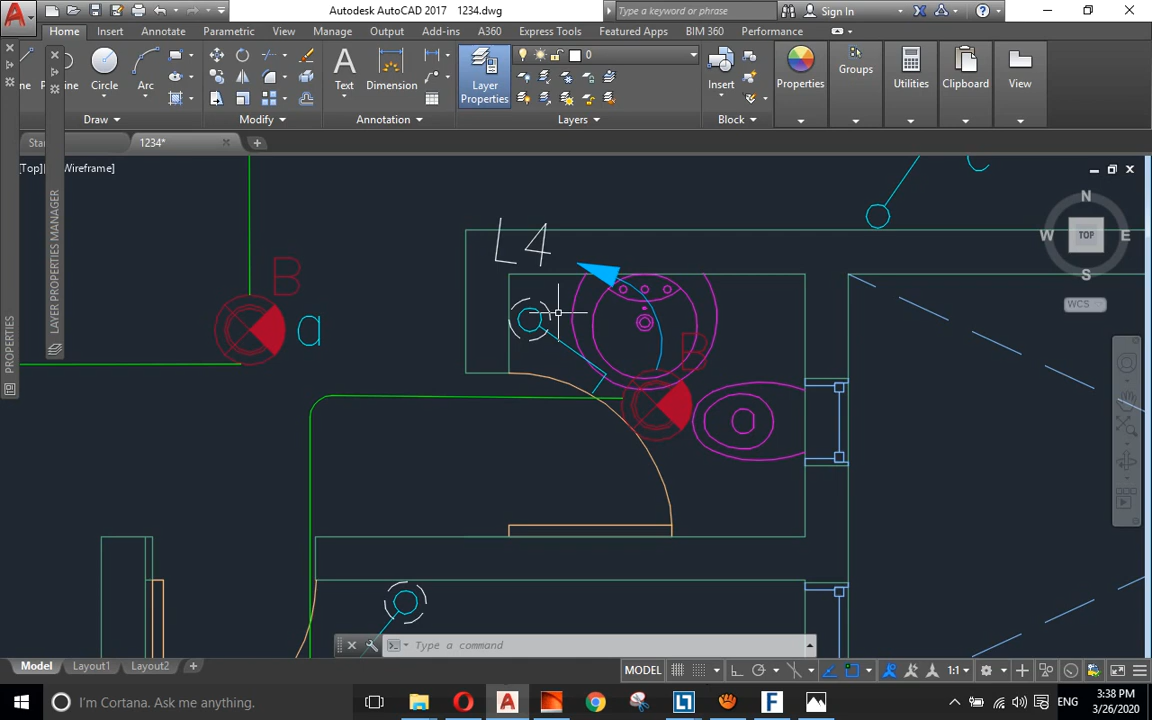 Autodesk AutoCAD 2017 1234.dwg
Type a keyword or phrase
Sign In
Home Insert Annotate Parametric View Manage Output Add-ins A360 Express Tools Featured Apps BIM 360 Performance
Circle Arc
Text Dimension
Layer Properties
0
Insert
Properties Groups Utilities Clipboard View
Draw Modify Annotation Layers Block
1234*
[Top]
Wireframe]
PROPERTIES
LAYER PROPERTIES MANAGER
N
W TOP E
S
WCS
L4
B
a
B
Type a command
Model Layout1 Layout2
MODEL
1:1
I'm Cortana. Ask me anything.
ENG
3:38 PM
3/26/2020